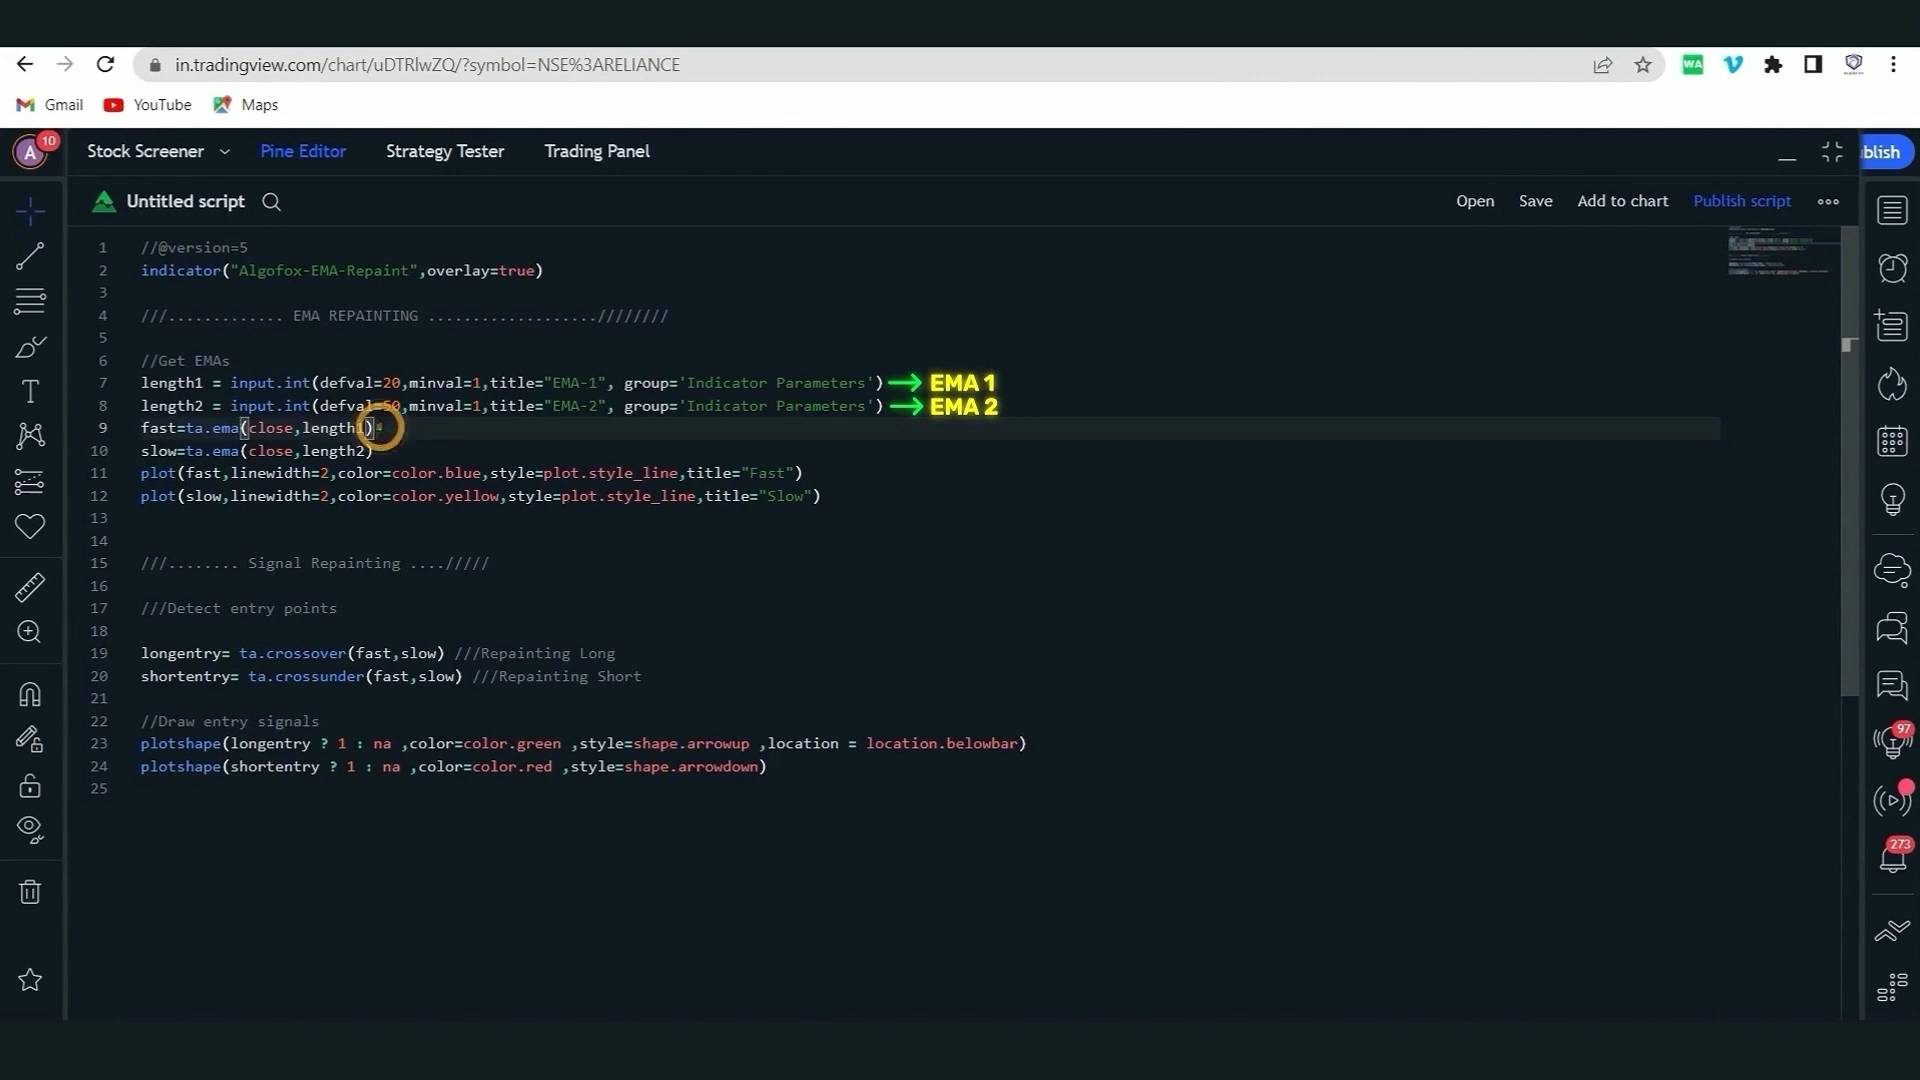 in.tradingview.com/chart/uDTRlwZQ/?symbol=NSE%3ARELIANCE
WA
Gmail YouTube Maps
A 10 Stock Screener Pine Editor Strategy Tester Trading Panel blish
Untitled script Open Save Add to chart Publish script
1 //@version=5
2 indicator("Algofox-EMA-Repaint",overlay=true)
3
4 ///............. EMA REPAINTING ...................////////
5
6 //Get EMAs
7 length1 = input.int(defval=20,minval=1,title="EMA-1", group='Indicator Parameters') EMA 1
8 length2 = input.int(defval=50,minval=1,title="EMA-2", group='Indicator Parameters') EMA 2
9 fast=ta.ema(close,length1)
10 slow=ta.ema(close,length2)
11 plot(fast,linewidth=2,color=color.blue,style=plot.style_line,title="Fast")
12 plot(slow,linewidth=2,color=color.yellow,style=plot.style_line,title="Slow")
13
14
15 ///........ Signal Repainting ..../////
16
17 ///Detect entry points
18
19 longentry= ta.crossover(fast,slow) ///Repainting Long
20 shortentry= ta.crossunder(fast,slow) ///Repainting Short
21
22 //Draw entry signals
23 plotshape(longentry ? 1 : na ,color=color.green ,style=shape.arrowup ,location = location.belowbar)
24 plotshape(shortentry ? 1 : na ,color=color.red ,style=shape.arrowdown)
25
97
273